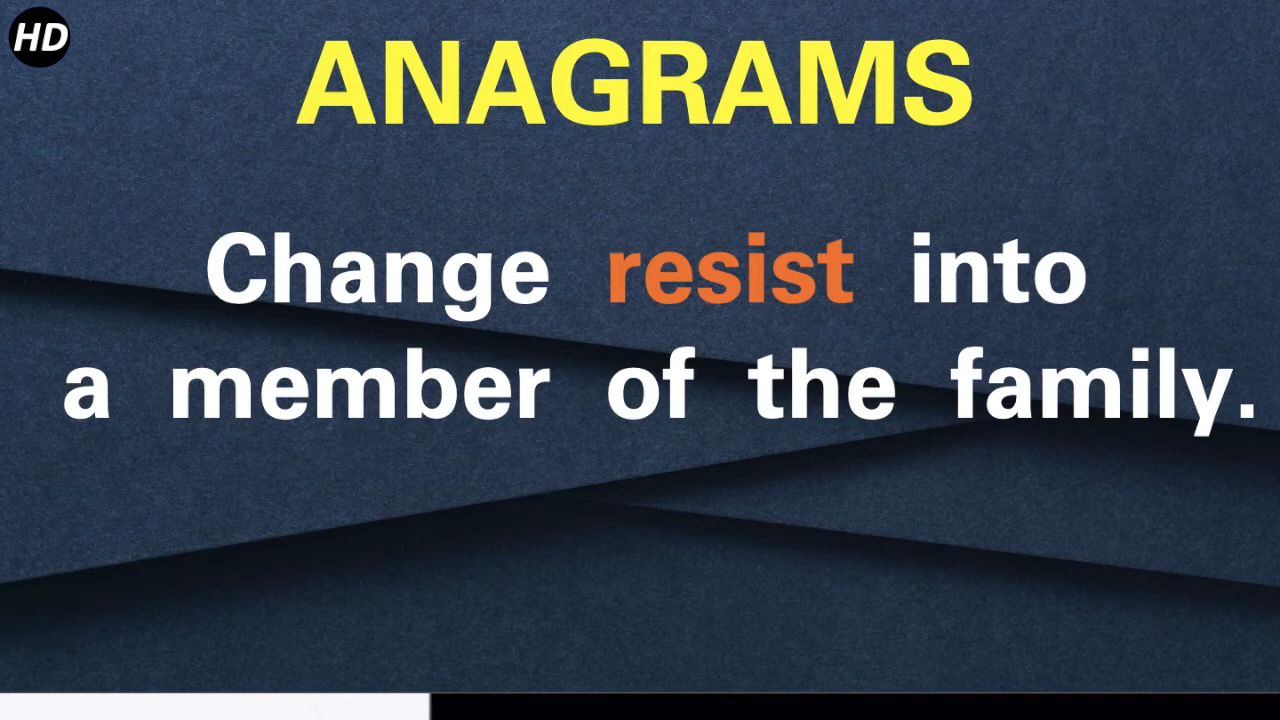 HD
ANAGRAMS
Change resist into
a member of the family.